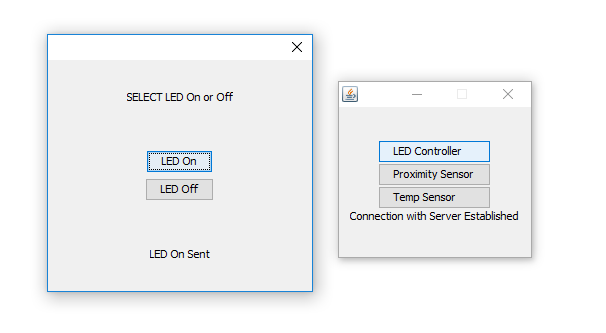 SELECT LED On or Off
LED On
LED Off
LED On Sent
LED Controller
Proximity Sensor
Temp Sensor
Connection with Server Established